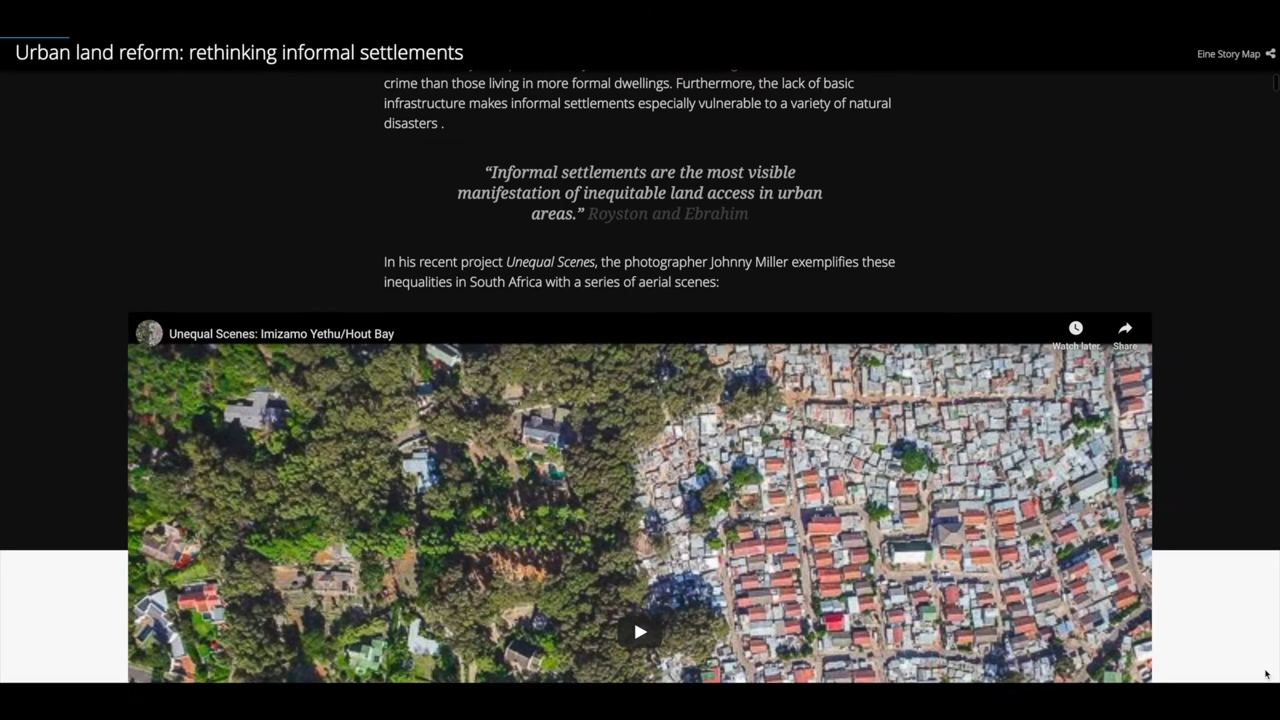 Urban land reform: rethinking informal settlements
Eine Story Map
crime than those living in more formal dwellings. Furthermore, the lack of basic
infrastructure makes informal settlements especially vulnerable to a variety of natural
disasters .
“Informal settlements are the most visible
manifestation of inequitable land access in urban
areas.” Royston and Ebrahim
In his recent project Unequal Scenes, the photographer Johnny Miller exemplifies these
inequalities in South Africa with a series of aerial scenes:
Unequal Scenes: Imizamo Yethu/Hout Bay
Watch later
Share